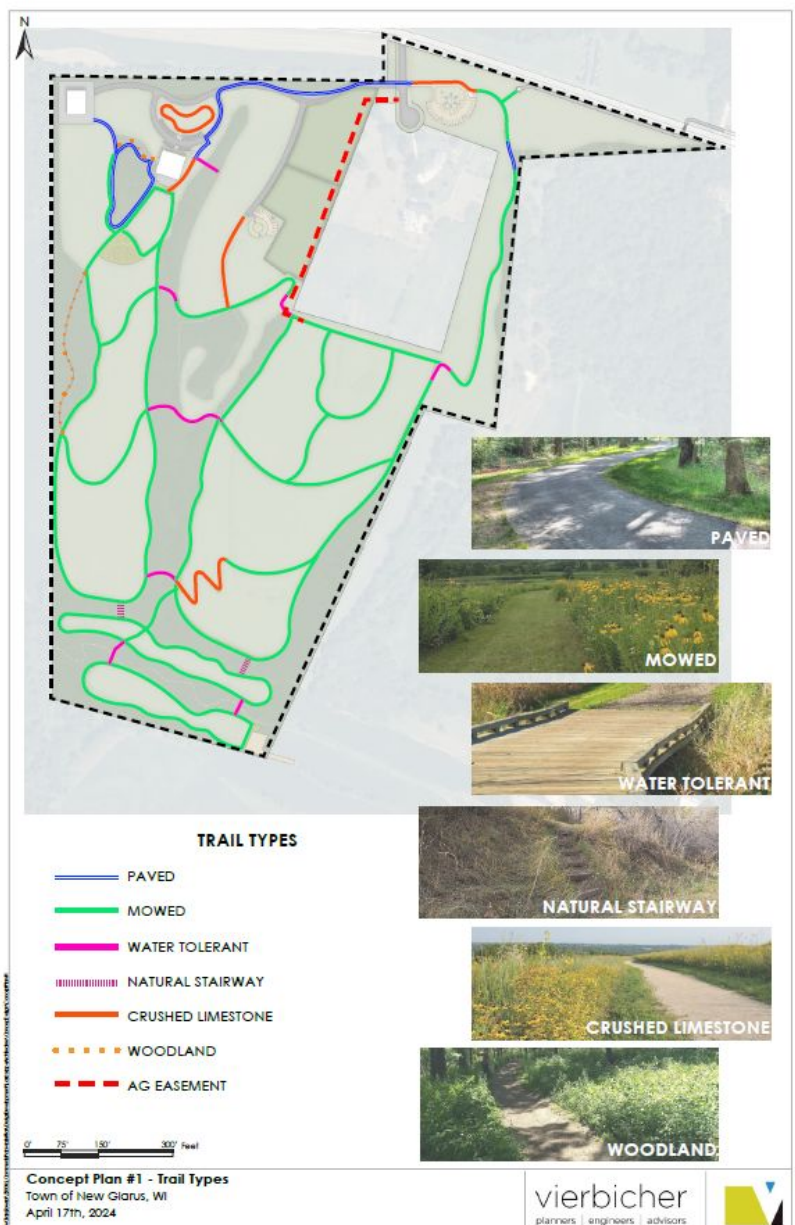 N
PAVED
MOWED
WATER TOLERANT
NATURAL STAIRWAY
CRUSHED LIMESTONE
WOODLAND
TRAIL TYPES
PAVED
MOWED
WATER TOLERANT
NATURAL STAIRWAY
CRUSHED LIMESTONE
WOODLAND
AG EASEMENT
0' 75' 150' 300' Feet
Concept Plan #1 - Trail Types
Town of New Glarus, WI
April 17th, 2024
vierbicher
planners | engineers | advisors